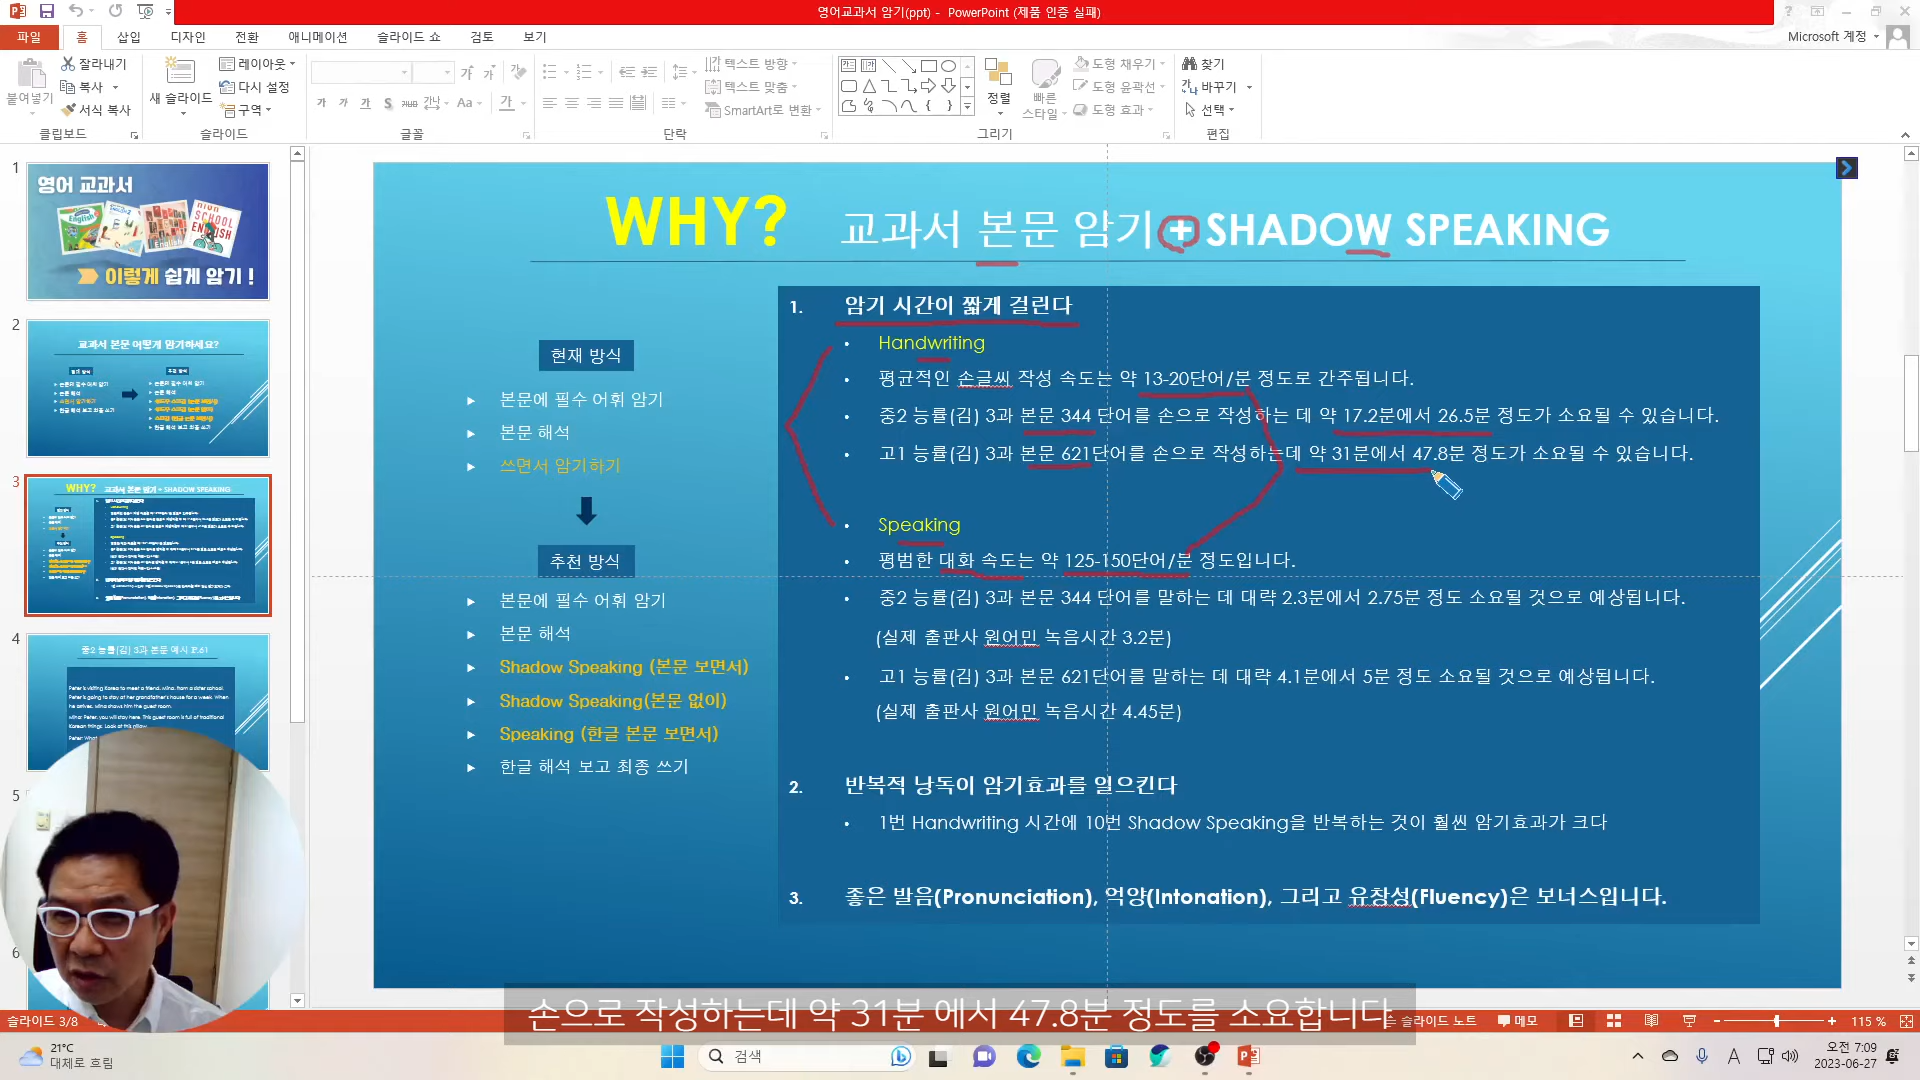 영어교과서 암기(ppt) - PowerPoint (제품 인증 실패)
파일 홈 삽입 디자인 전환 애니메이션 슬라이드 쇼 검토 보기
Microsoft 계정
붙여넣기
잘라내기
복사
서식 복사
클립보드
새 슬라이드
레이아웃
다시 설정
구역
슬라이드
글꼴
텍스트 방향
텍스트 맞춤
SmartArt로 변환
단락
정렬
빠른 스타일
도형 채우기
도형 윤곽선
도형 효과
그리기
찾기
바꾸기
선택
편집
1
영어 교과서
이렇게 쉽게 암기 !
2
교과서 본문 어떻게 암기하세요?
3
WHY? 교과서 본문 암기 + SHADOW SPEAKING
4
중2 능률(김) 3과 본문 예시 P.61
5
6
WHY? 교과서 본문 암기 + SHADOW SPEAKING
현재 방식
본문에 필수 어휘 암기
본문 해석
쓰면서 암기하기
추천 방식
본문에 필수 어휘 암기
본문 해석
Shadow Speaking (본문 보면서)
Shadow Speaking(본문 없이)
Speaking (한글 본문 보면서)
한글 해석 보고 최종 쓰기
1. 암기 시간이 짧게 걸린다
• Handwriting
• 평균적인 손글씨 작성 속도는 약 13-20단어/분 정도로 간주됩니다.
• 중2 능률(김) 3과 본문 344 단어를 손으로 작성하는 데 약 17.2분에서 26.5분 정도가 소요될 수 있습니다.
• 고1 능률(김) 3과 본문 621단어를 손으로 작성하는데 약 31분에서 47.8분 정도가 소요될 수 있습니다.
• Speaking
• 평범한 대화 속도는 약 125-150단어/분 정도입니다.
• 중2 능률(김) 3과 본문 344 단어를 말하는 데 대략 2.3분에서 2.75분 정도 소요될 것으로 예상됩니다.
(실제 출판사 원어민 녹음시간 3.2분)
• 고1 능률(김) 3과 본문 621단어를 말하는 데 대략 4.1분에서 5분 정도 소요될 것으로 예상됩니다.
(실제 출판사 원어민 녹음시간 4.45분)
2. 반복적 낭독이 암기효과를 일으킨다
• 1번 Handwriting 시간에 10번 Shadow Speaking을 반복하는 것이 훨씬 암기효과가 크다
3. 좋은 발음(Pronunciation), 억양(Intonation), 그리고 유창성(Fluency)은 보너스입니다.
손으로 작성하는데 약 31분 에서 47.8분 정도를 소요합니다
슬라이드 3/8
슬라이드 노트 메모 115 %
21°C
대체로 흐림
검색
A
오전 7:09
2023-06-27